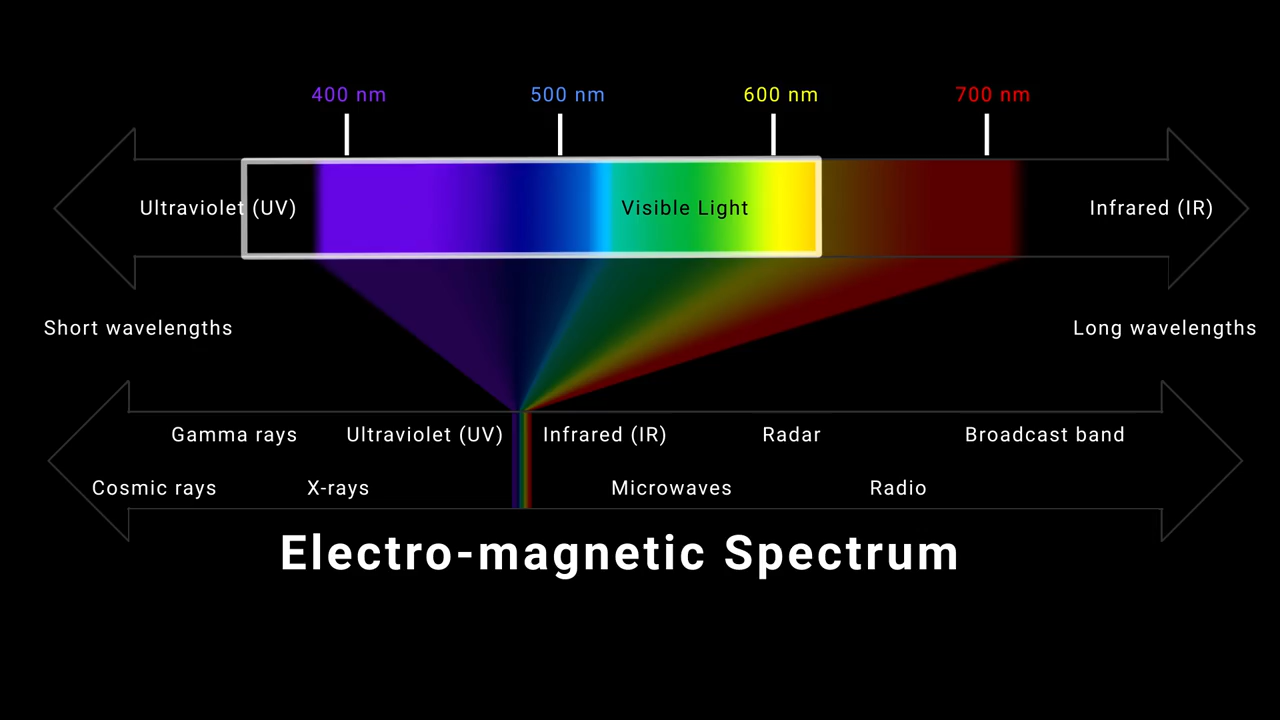 400 nm 500 nm 600 nm 700 nm
Ultraviolet (UV) Visible Light Infrared (IR)
Short wavelengths Long wavelengths
Gamma rays Ultraviolet (UV) Infrared (IR) Radar Broadcast band
Cosmic rays X-rays Microwaves Radio
Electro-magnetic Spectrum